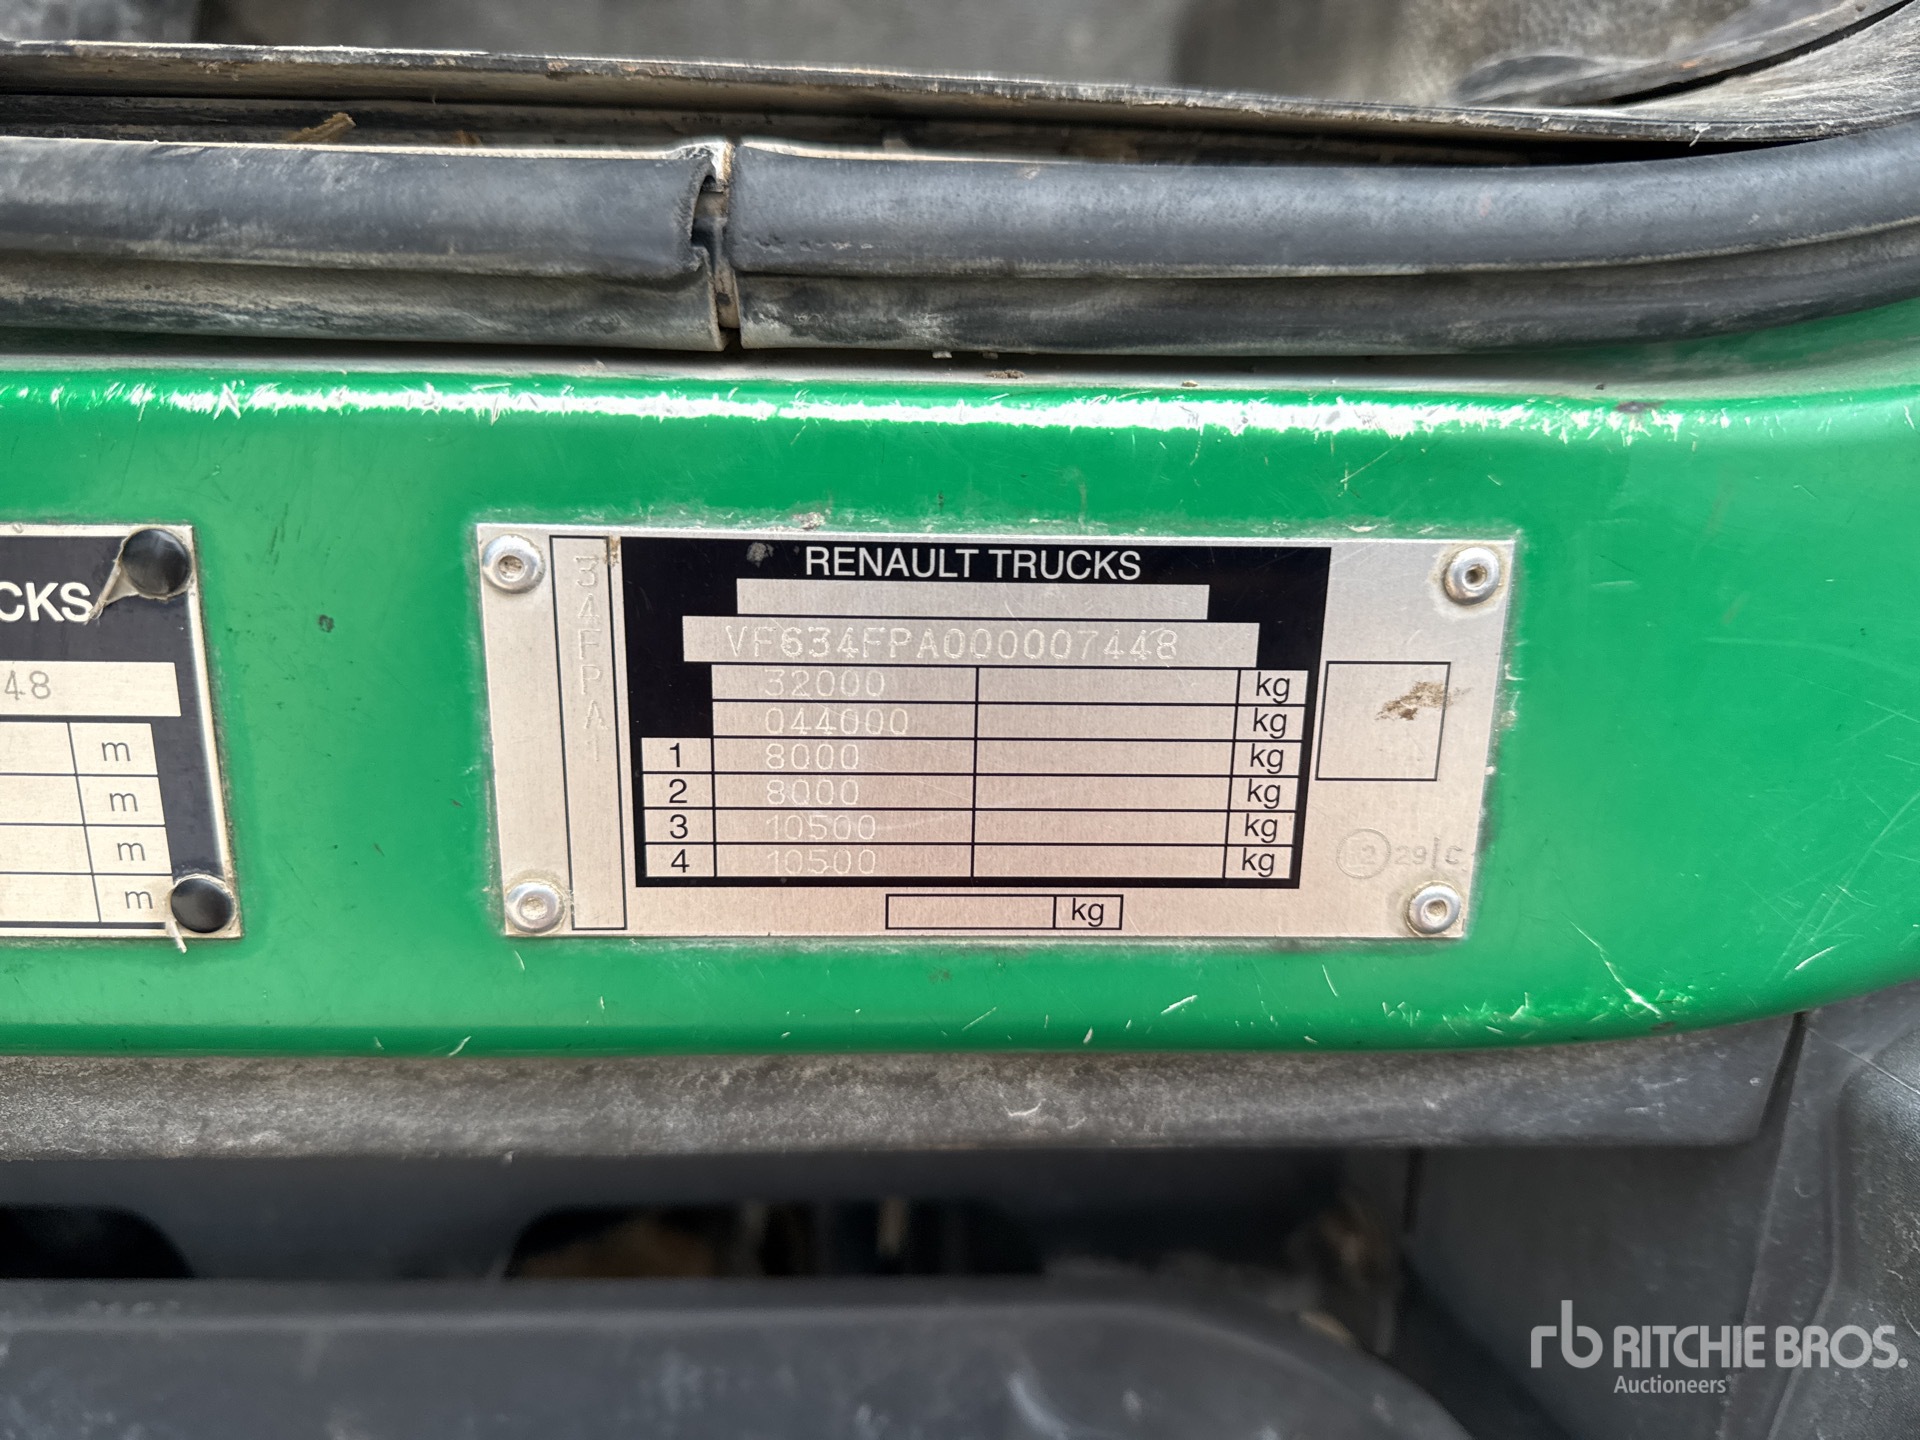 CKS
48
m
m
m
m
34FPA1
RENAULT TRUCKS
VF634FPA000007448
32000 kg
044000 kg
1 8000 kg
2 8000 kg
3 10500 kg
4 10500 kg
kg
29/C
rb RITCHIE BROS.
Auctioneers